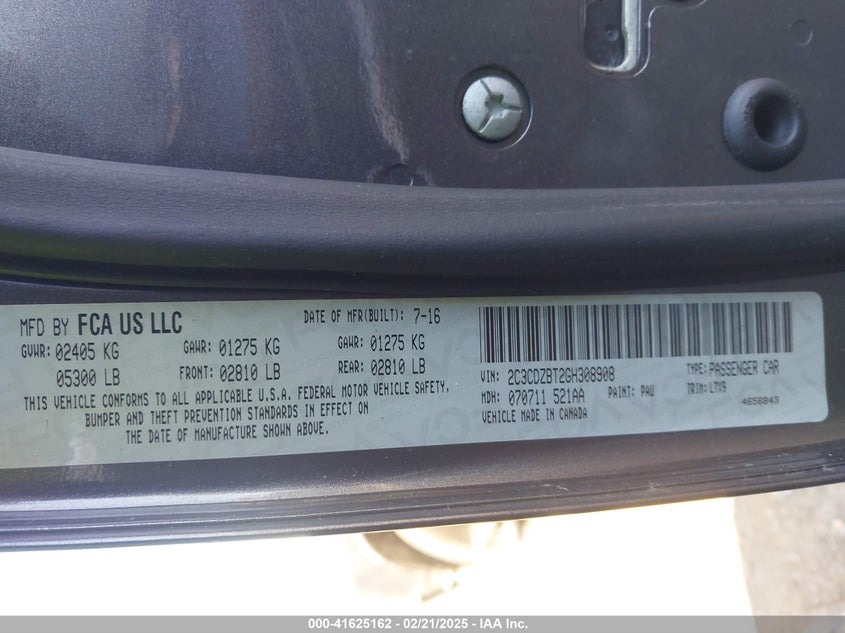 MFD BY FCA US LLC
DATE OF MFR(BUILT): 7-16
GVWR: 02405 KG GAWR: 01275 KG GAWR: 01275 KG
05300 LB FRONT: 02810 LB REAR: 02810 LB
THIS VEHICLE CONFORMS TO ALL APPLICABLE U.S.A. FEDERAL MOTOR VEHICLE SAFETY,
BUMPER AND THEFT PREVENTION STANDARDS IN EFFECT ON
THE DATE OF MANUFACTURE SHOWN ABOVE.
VIN: 2C3CDZBT2GH308908 TYPE: PASSENGER CAR
MDH: 070711 521AA PAINT: PAU TRIM: L7X9
VEHICLE MADE IN CANADA 4656843
000-41625162 - 02/21/2025 - IAA Inc.